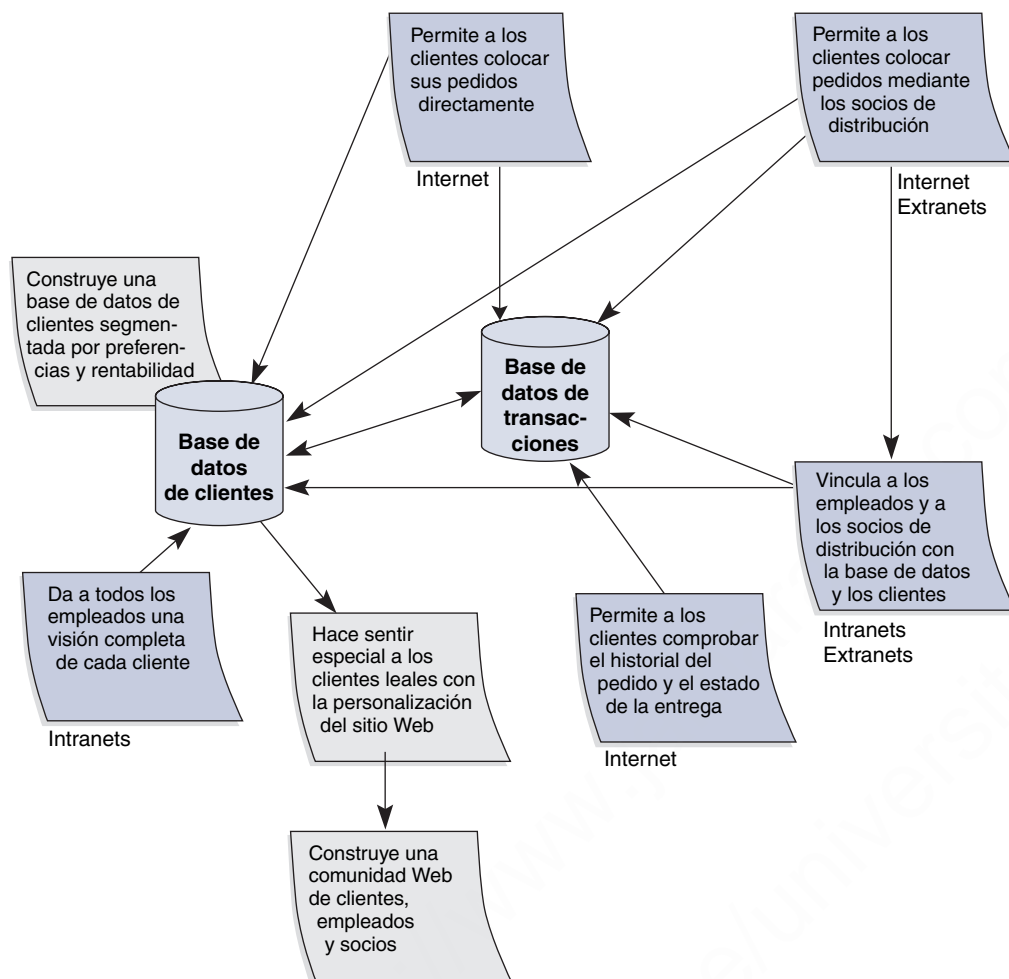 Permite a los
clientes colocar
sus pedidos
directamente
Internet
Permite a los
clientes colocar
pedidos mediante
los socios de
distribución
Internet
Extranets
Construye una
base de datos de
clientes segmen-
tada por preferen-
cias y rentabilidad
Base de
datos de
transac-
ciones
Base de
datos
de clientes
Vincula a los
empleados y a
los socios de
distribución con
la base de datos
y los clientes
Intranets
Extranets
Da a todos los
empleados una
visión completa
de cada cliente
Intranets
Hace sentir
especial a los
clientes leales con
la personalización
del sitio Web
Permite a los
clientes comprobar
el historial del
pedido y el estado
de la entrega
Internet
Construye una
comunidad Web
de clientes,
empleados
y socios